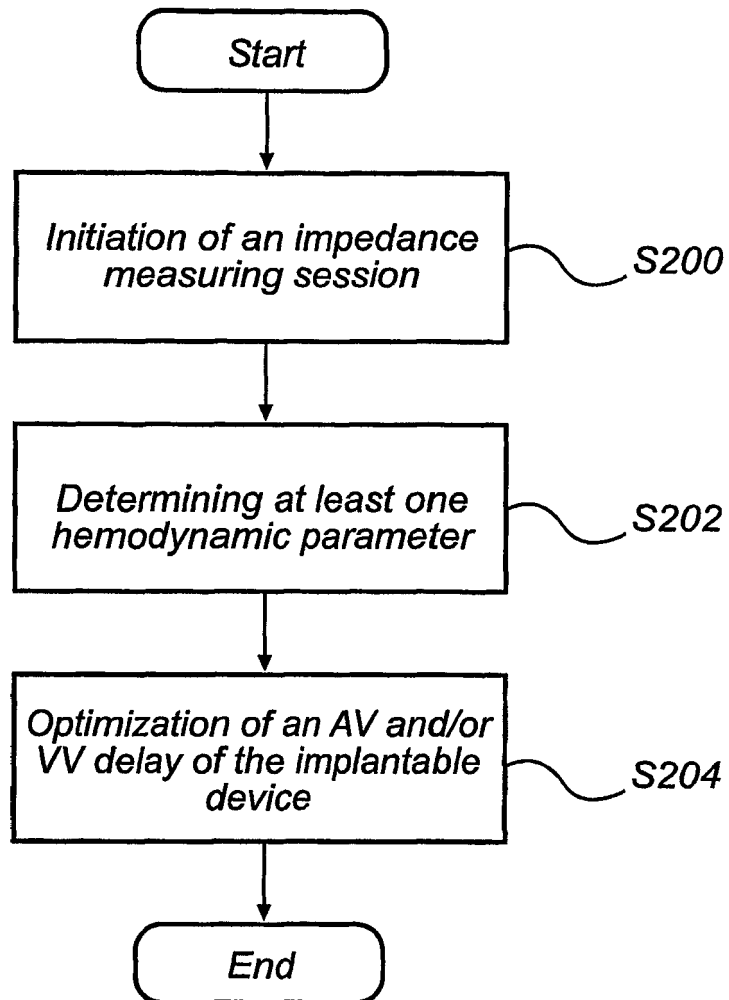 Start
Initiation of an impedance
measuring session
S200
Determining at least one
hemodynamic parameter
S202
Optimization of an AV and/or
VV delay of the implantable
device
S204
End